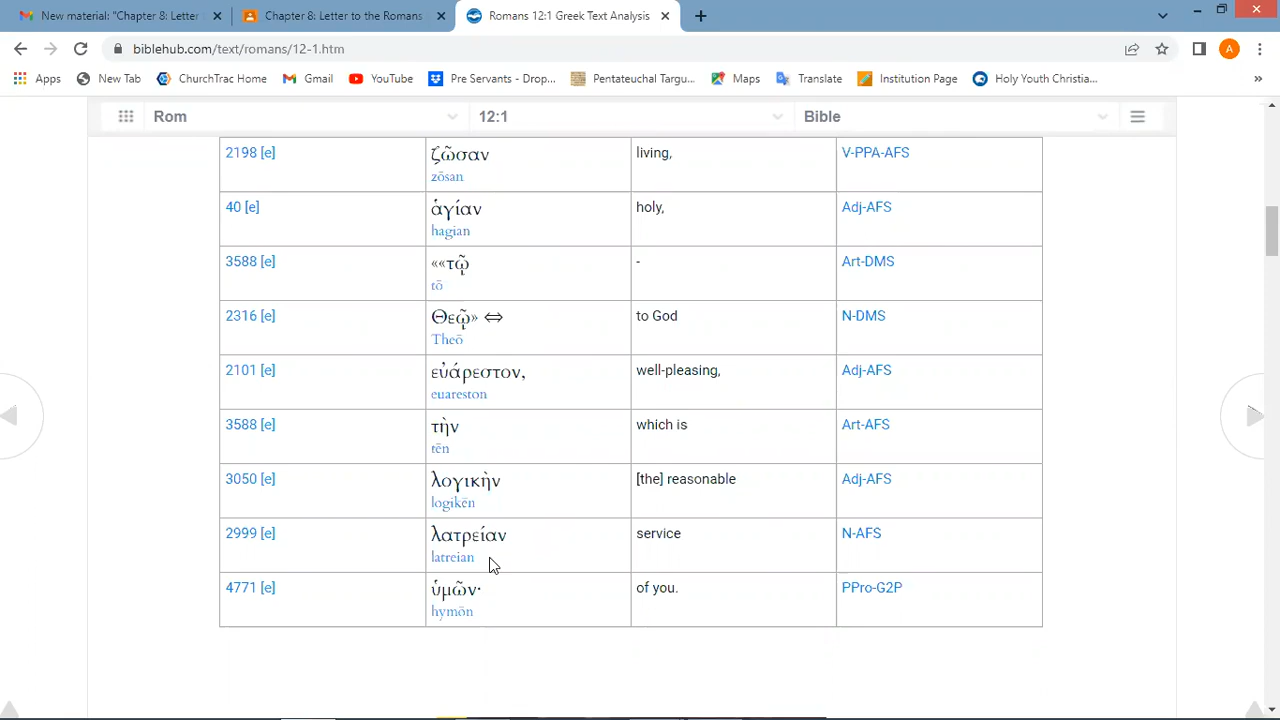 New material: "Chapter 8: Letter
Chapter 8: Letter to the Romans
Romans 12:1 Greek Text Analysis
biblehub.com/text/romans/12-1.htm
A
Apps
New Tab
ChurchTrac Home
Gmail
YouTube
Pre Servants - Drop...
Pentateuchal Targu...
Maps
Translate
Institution Page
Holy Youth Christia...
»
Rom
12:1
Bible
2198 [e] ζῶσαν living, V-PPA-AFS
zōsan
40 [e] ἁγίαν holy, Adj-AFS
hagian
3588 [e] ««τῷ - Art-DMS
tō
2316 [e] Θεῷ» ⇔ to God N-DMS
Theō
2101 [e] εὐάρεστον, well-pleasing, Adj-AFS
euareston
3588 [e] τὴν which is Art-AFS
tēn
3050 [e] λογικὴν [the] reasonable Adj-AFS
logikēn
2999 [e] λατρείαν service N-AFS
latreian
4771 [e] ὑμῶν· of you. PPro-G2P
hymōn